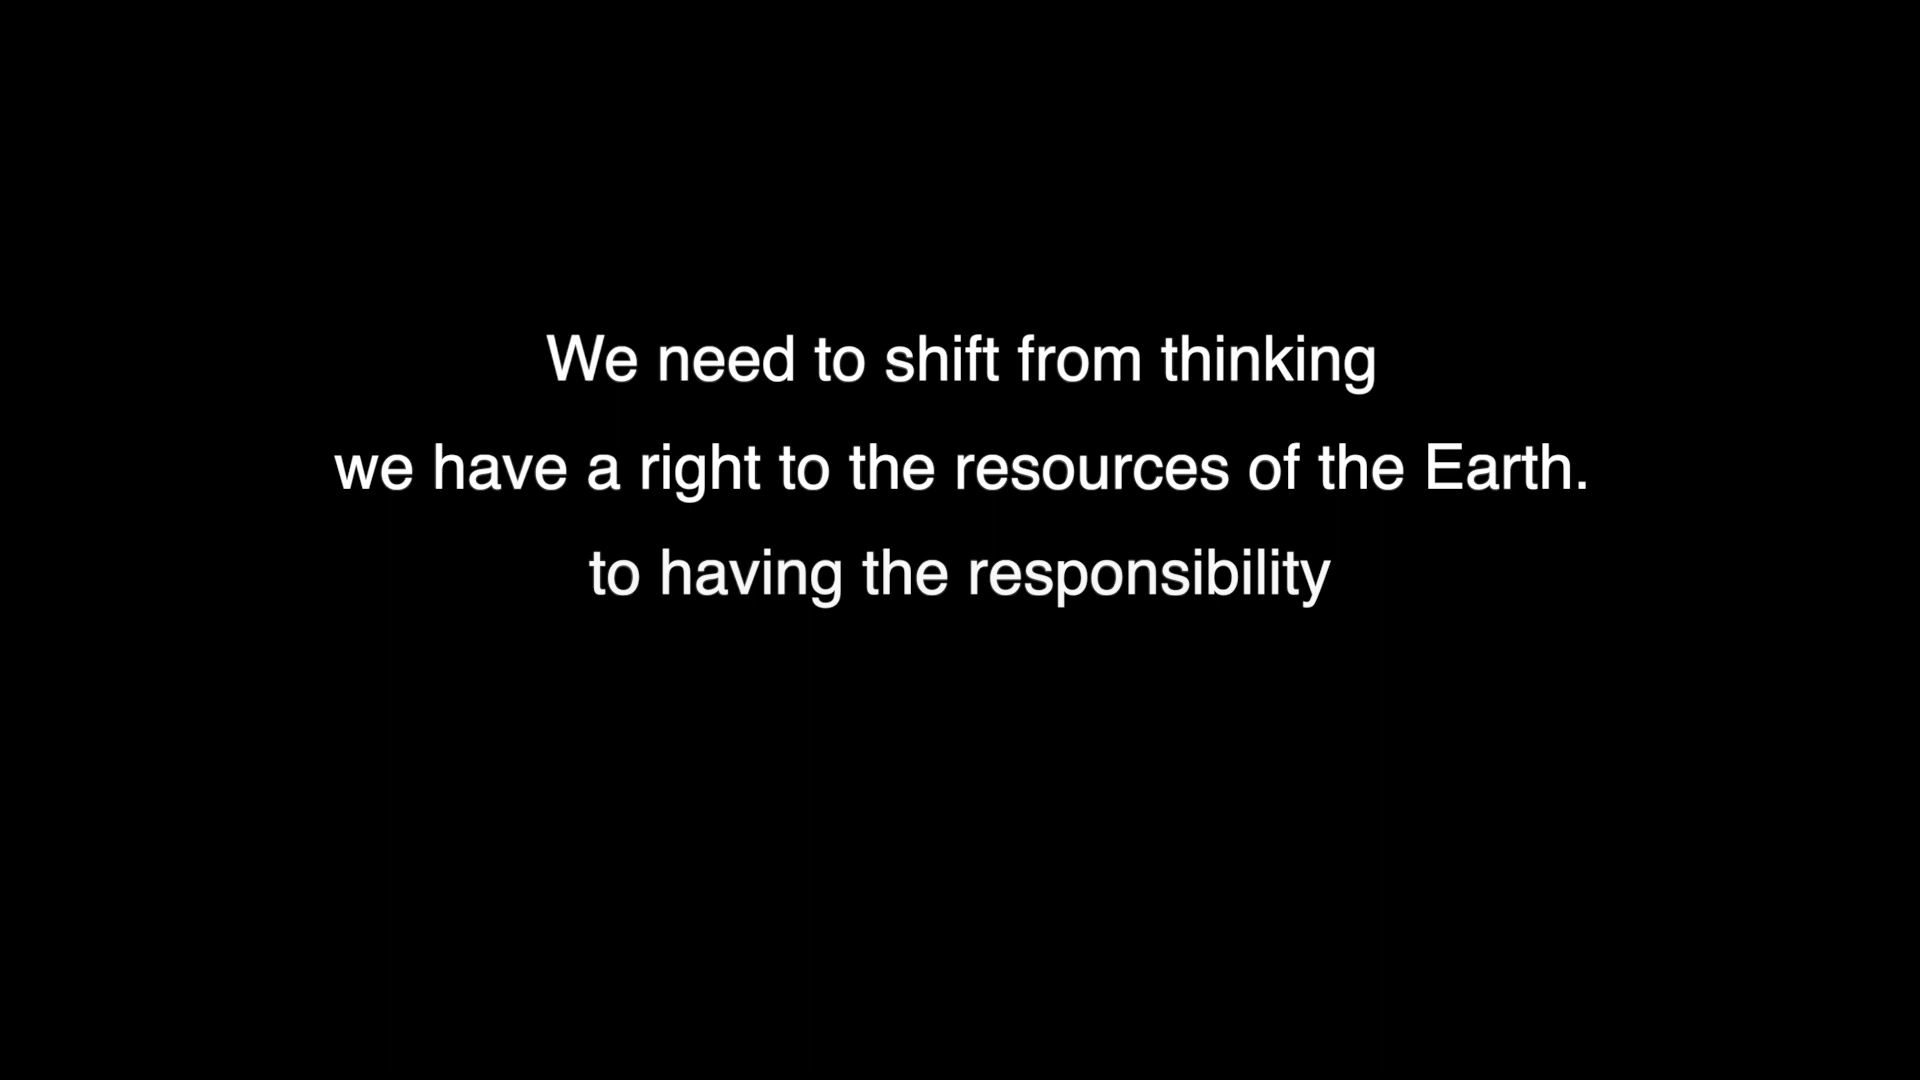 We need to shift from thinking
we have a right to the resources of the Earth.
to having the responsibility